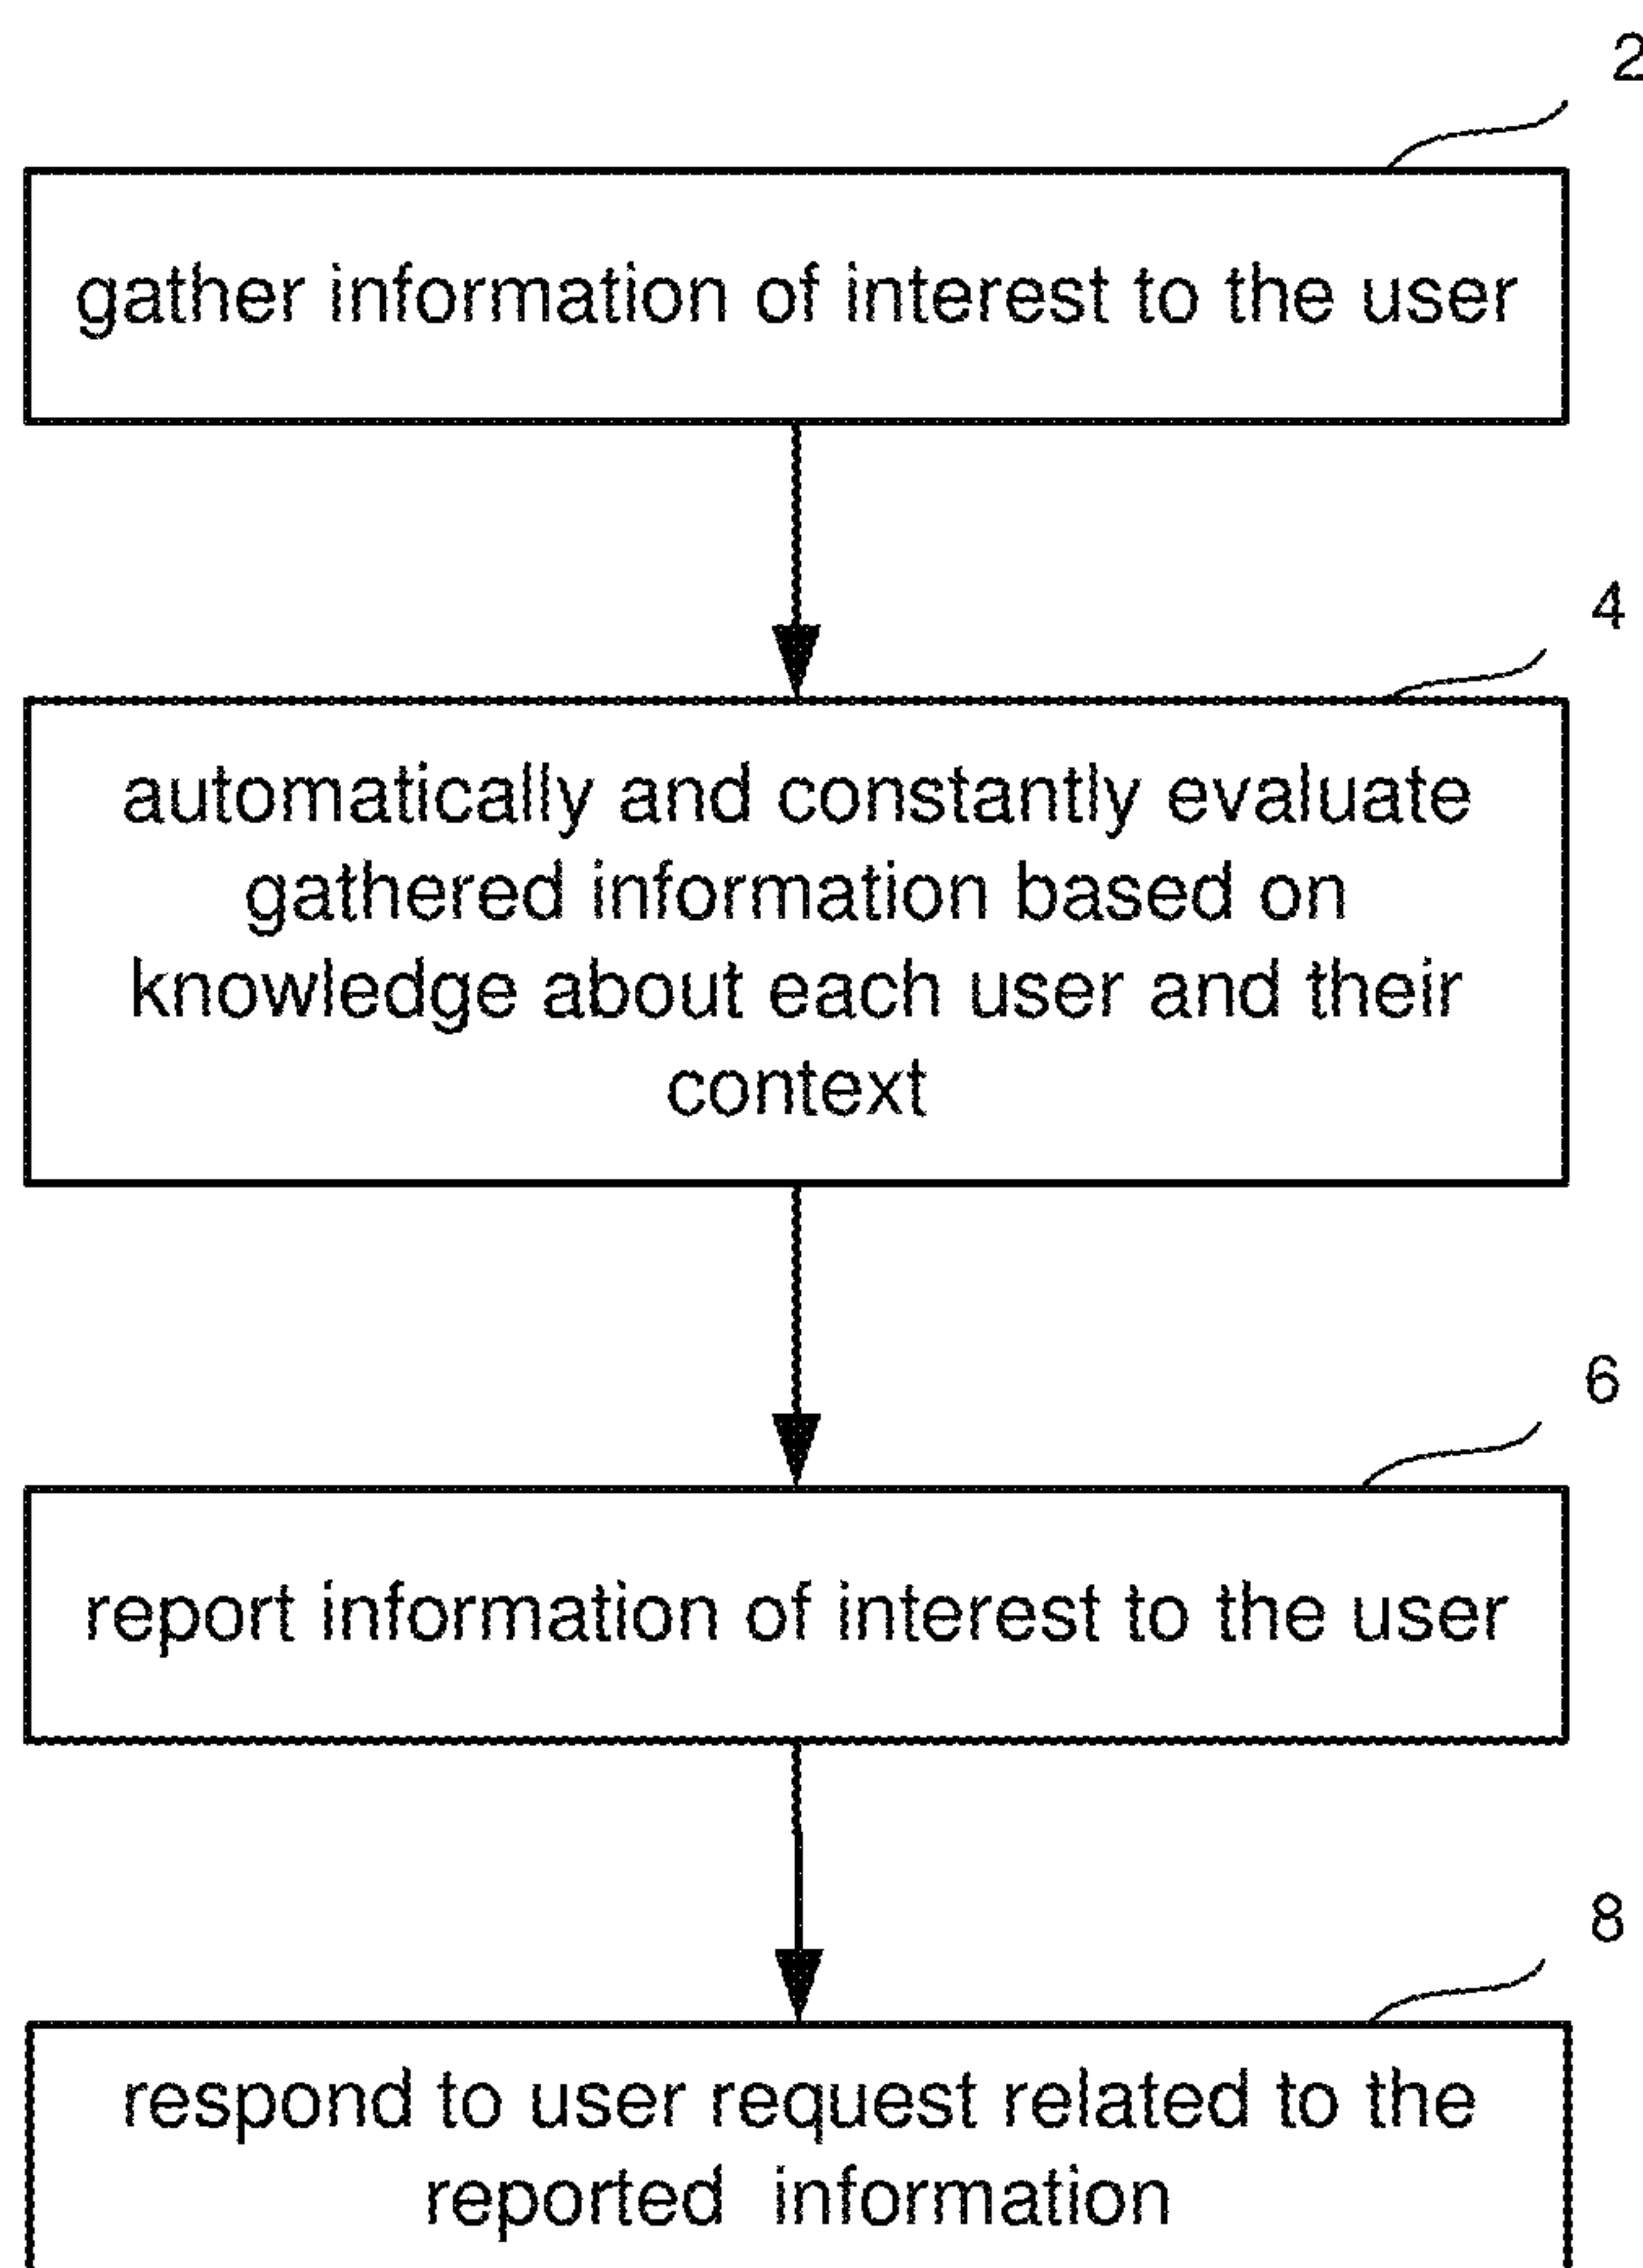 2
gather information of interest to the user
4
automatically and constantly evaluate
gathered information based on
knowledge about each user and their
context
6
report information of interest to the user
8
respond to user request related to the
reported information